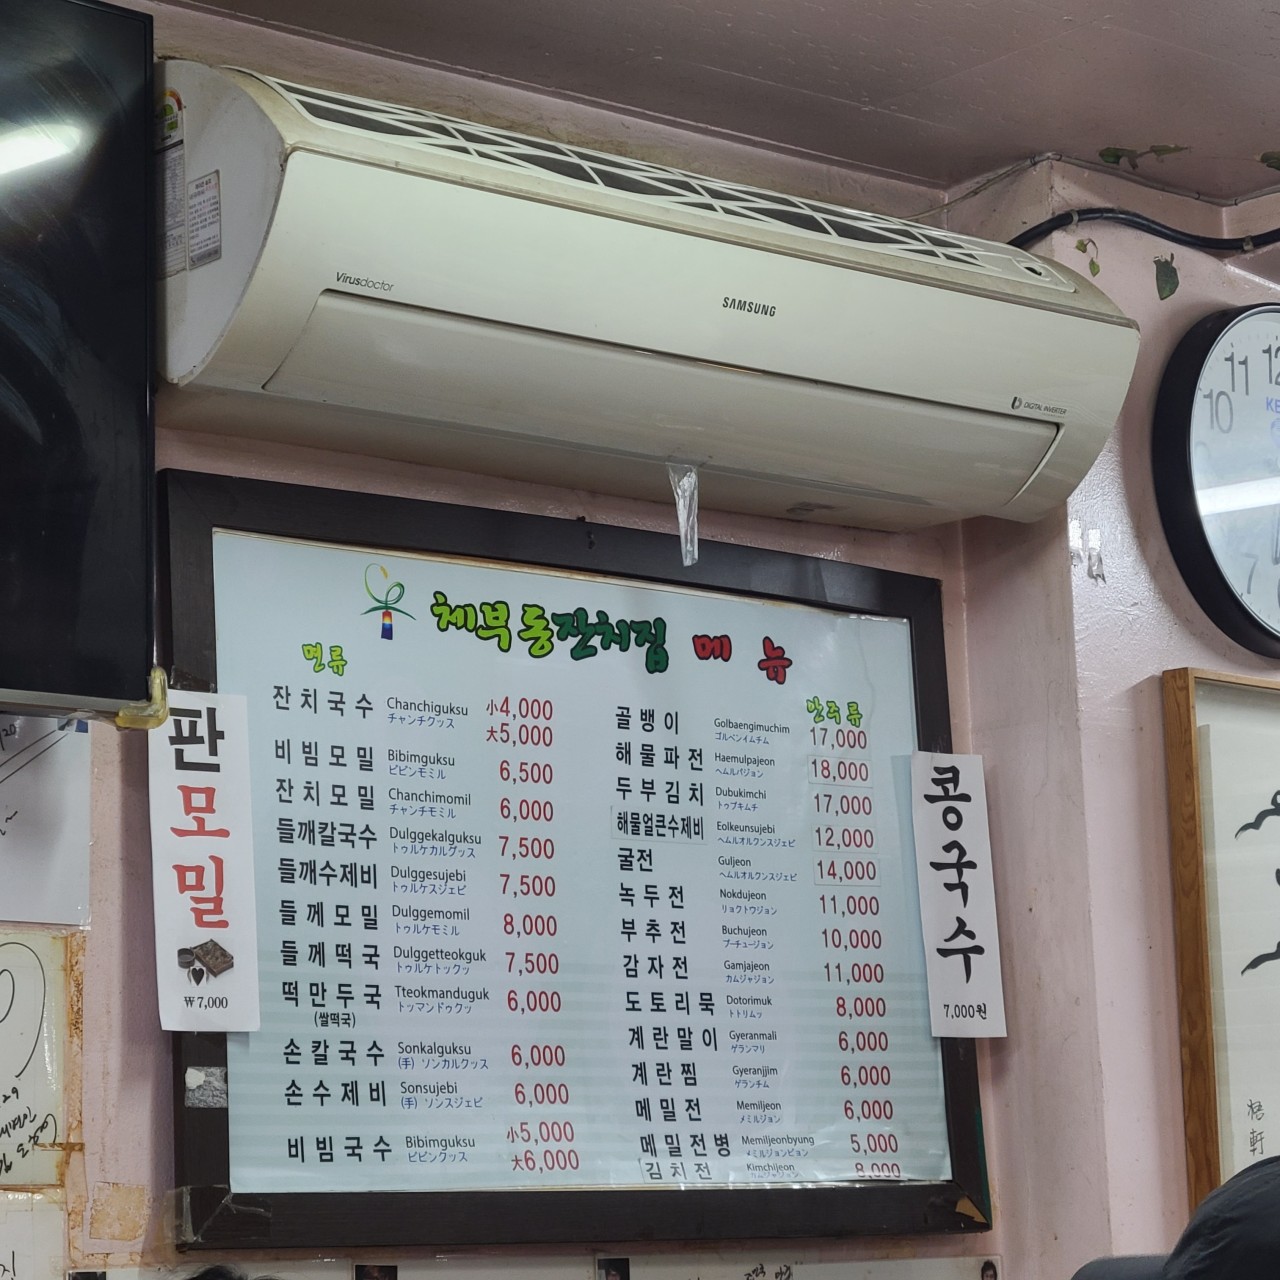 Virusdoctor
SAMSUNG
DIGITAL INVERTER
11
12
10
7
체부동잔치집 메뉴
면류
잔치국수 Chanchiguksu 小4,000
チャンチグッス 大5,000
비빔모밀 Bibimguksu 6,500
ビビンモミル
잔치모밀 Chanchimomil 6,000
チャンチモミル
들깨칼국수 Dulggekalguksu 7,500
トゥルケカルグッス
들깨수제비 Dulggesujebi 7,500
トゥルケスジェビ
들께모밀 Dulggemomil 8,000
トゥルケモミル
들께떡국 Dulggetteokguk 7,500
トゥルケトックッ
떡만두국 Tteokmanduguk 6,000
(쌀떡국) トッマンドゥクッ
손칼국수 Sonkalguksu 6,000
(手) ソンカルグッス
손수제비 Sonsujebi 6,000
(手) ソンスジェビ
비빔국수 Bibimguksu 小5,000
ビビングッス 大6,000
안주류
골뱅이 Golbaengimuchim 17,000
ゴルベンイムチム
해물파전 Haemulpajeon 18,000
ヘムルパジョン
두부김치 Dubukimchi 17,000
トゥブキムチ
해물얼큰수제비 Eolkeunsujebi 12,000
ヘムルオルクンスジェビ
굴전 Guljeon 14,000
ヘムルオルクンスジェビ
녹두전 Nokdujeon 11,000
リョクトウジョン
부추전 Buchujeon 10,000
プーチュージョン
감자전 Gamjajeon 11,000
カムジャジョン
도토리묵 Dotorimuk 8,000
トトリムッ
계란말이 Gyeranmali 6,000
ゲランマリ
계란찜 Gyeranjjim 6,000
ゲランチム
메밀전 Memiljeon 6,000
メミルジョン
메밀전병 Memiljeonbyung 5,000
メミルジョンビョン
김치전 Kimchijeon 8,000
판모밀
₩7,000
콩국수
7,000원
梧軒